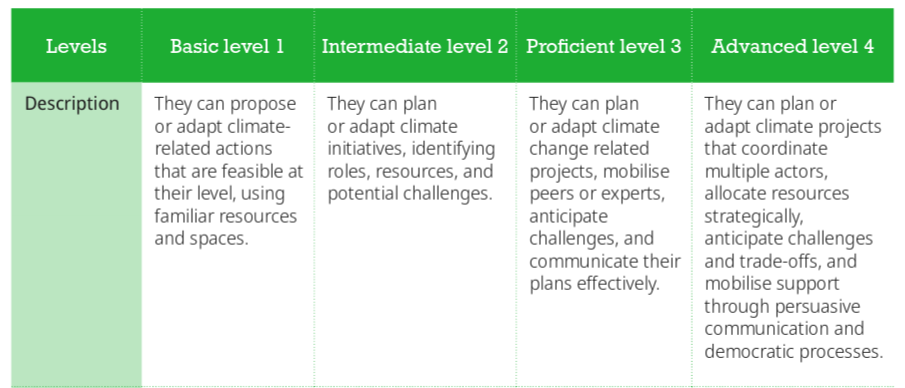 Levels
Basic level 1
Intermediate level 2
Proficient level 3
Advanced level 4
Description
They can propose
or adapt climate-
related actions
that are feasible at
their level, using
familiar resources
and spaces.
They can plan
or adapt climate
initiatives, identifying
roles, resources, and
potential challenges.
They can plan
or adapt climate
change related
projects, mobilise
peers or experts,
anticipate
challenges, and
communicate their
plans effectively.
They can plan or
adapt climate projects
that coordinate
multiple actors,
allocate resources
strategically,
anticipate challenges
and trade-offs, and
mobilise support
through persuasive
communication and
democratic processes.